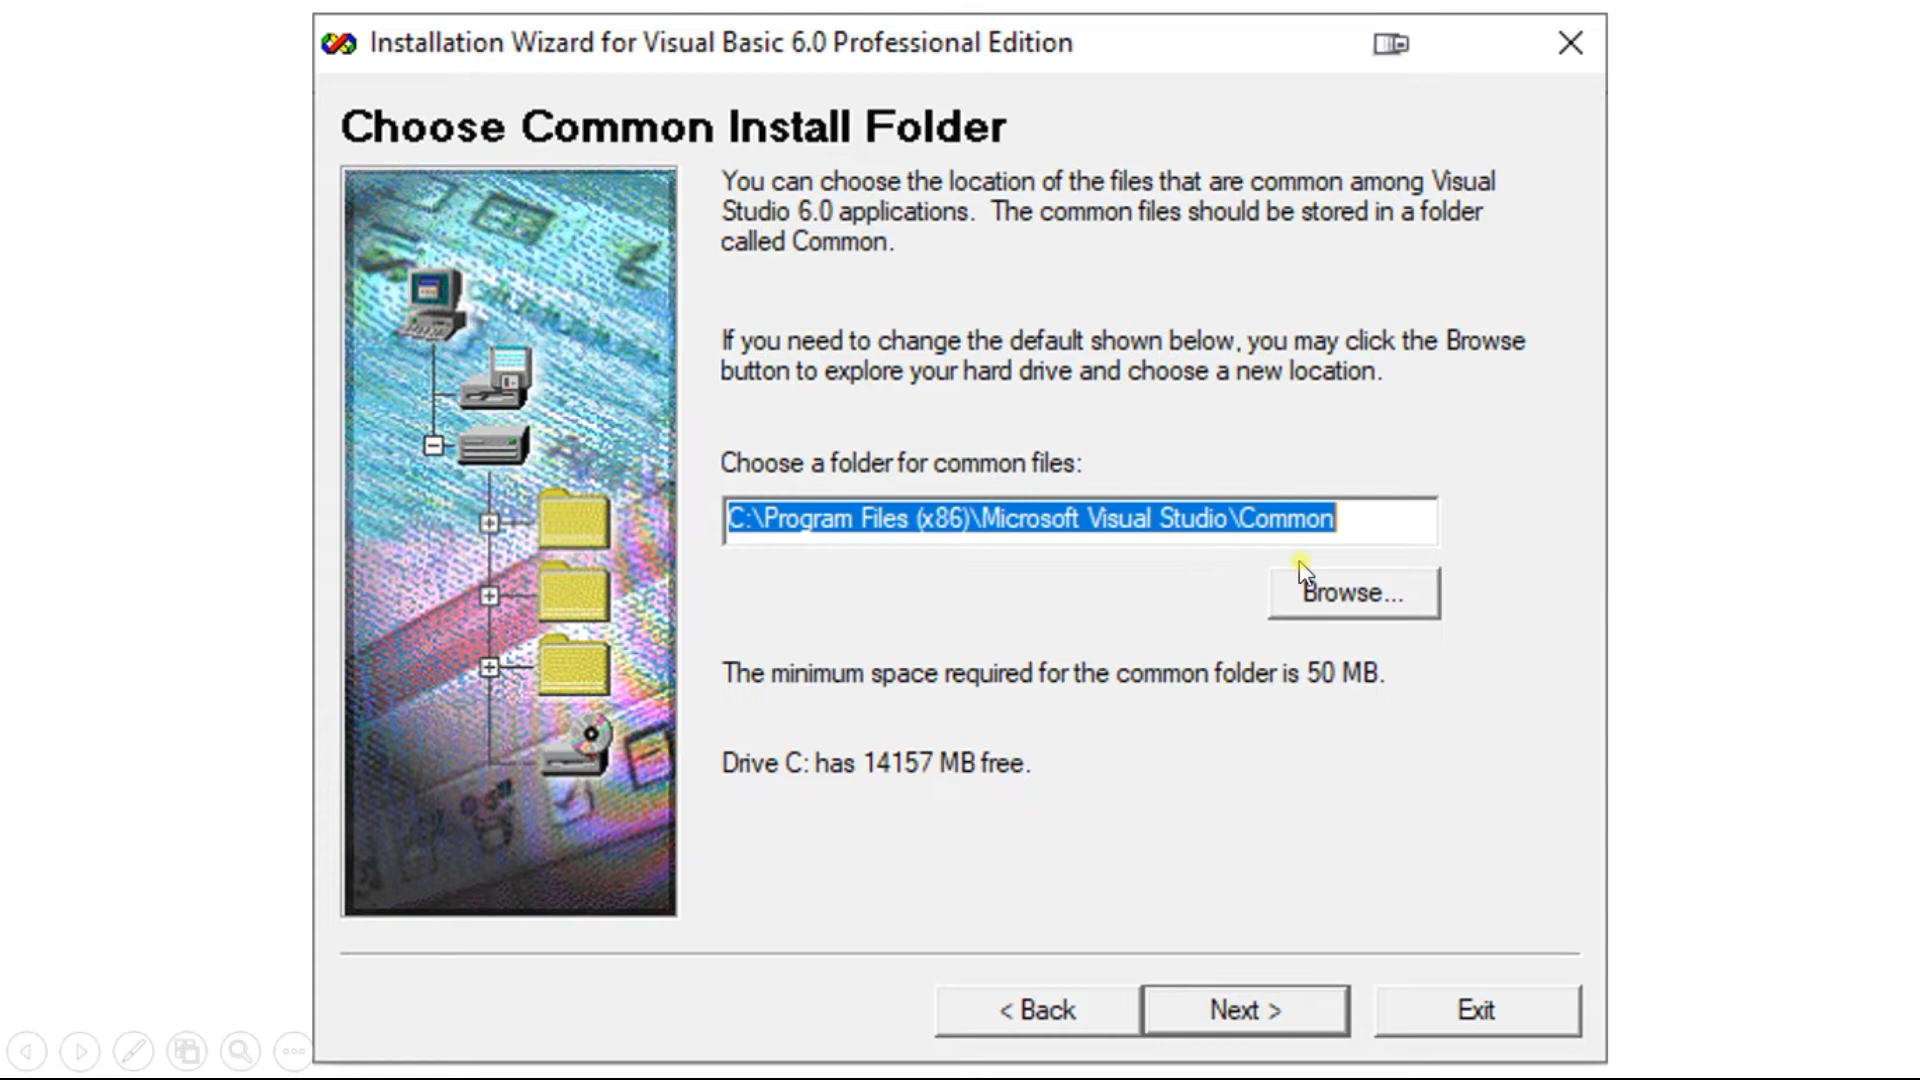 Installation Wizard for Visual Basic 6.0 Professional Edition
Choose Common Install Folder
You can choose the location of the files that are common among Visual
Studio 6.0 applications.  The common files should be stored in a folder
called Common.
If you need to change the default shown below, you may click the Browse
button to explore your hard drive and choose a new location.
Choose a folder for common files:
C:\Program Files (x86)\Microsoft Visual Studio\Common
Browse...
The minimum space required for the common folder is 50 MB.
Drive C: has 14157 MB free.
< Back
Next >
Exit